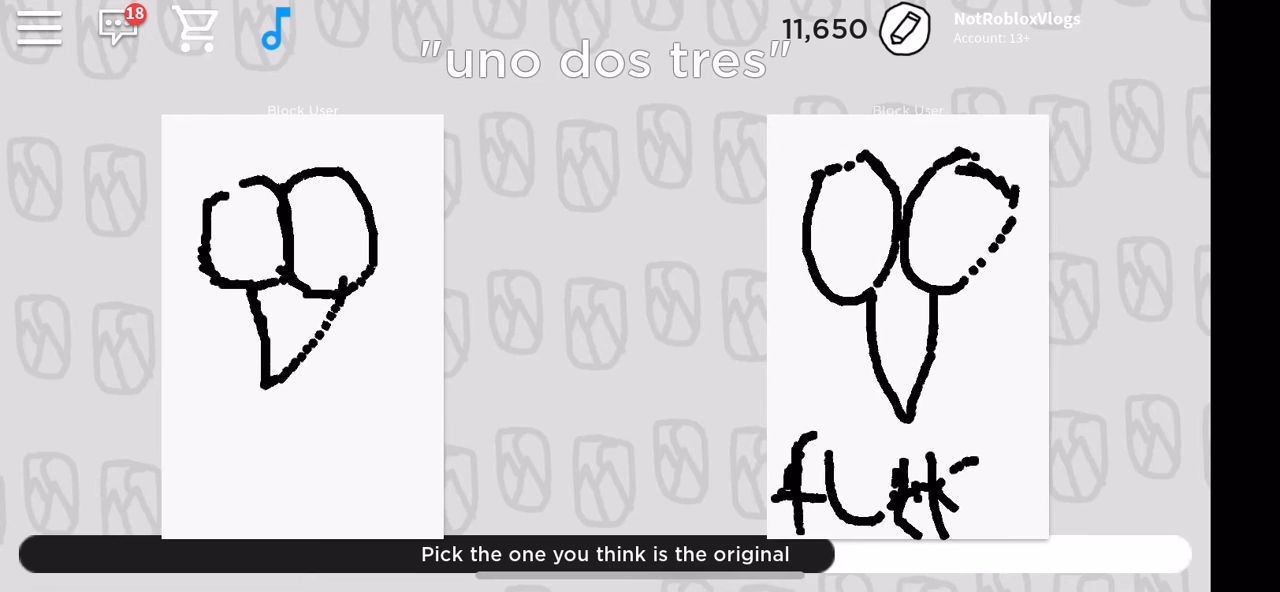 18
11,650
NotRobloxVlogs
Account: 13+
"uno dos tres"
Block User
Block User
fuck
Pick the one you think is the original